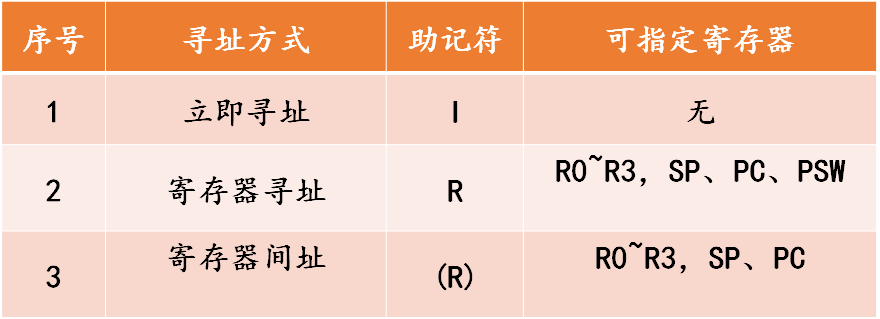 序号 寻址方式 助记符 可指定寄存器
1 立即寻址 I 无
2 寄存器寻址 R R0~R3，SP、PC、PSW
3 寄存器间址 (R) R0~R3，SP、PC